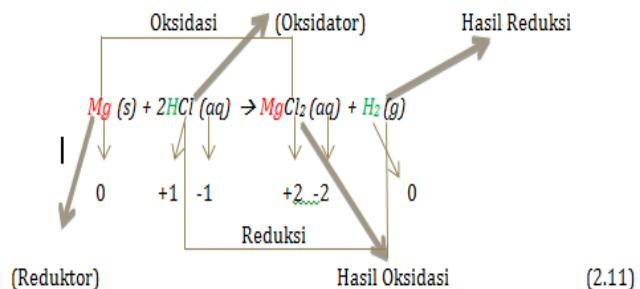 Oksidasi (Oksidator) Hasil Reduksi
Mg (s) + 2HCl (aq) → MgCl₂ (aq) + H₂ (g)
0 +1 -1 +2 -2 0
Reduksi
(Reduktor) Hasil Oksidasi (2.11)